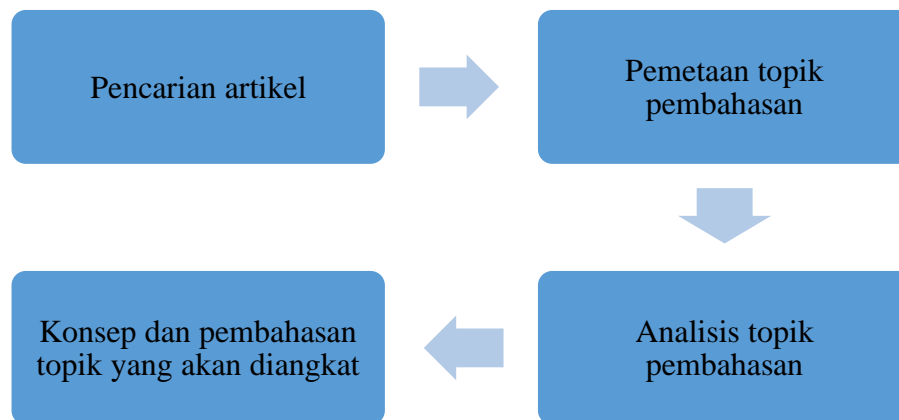 Pencarian artikel
Pemetaan topik
pembahasan
Analisis topik
pembahasan
Konsep dan pembahasan
topik yang akan diangkat